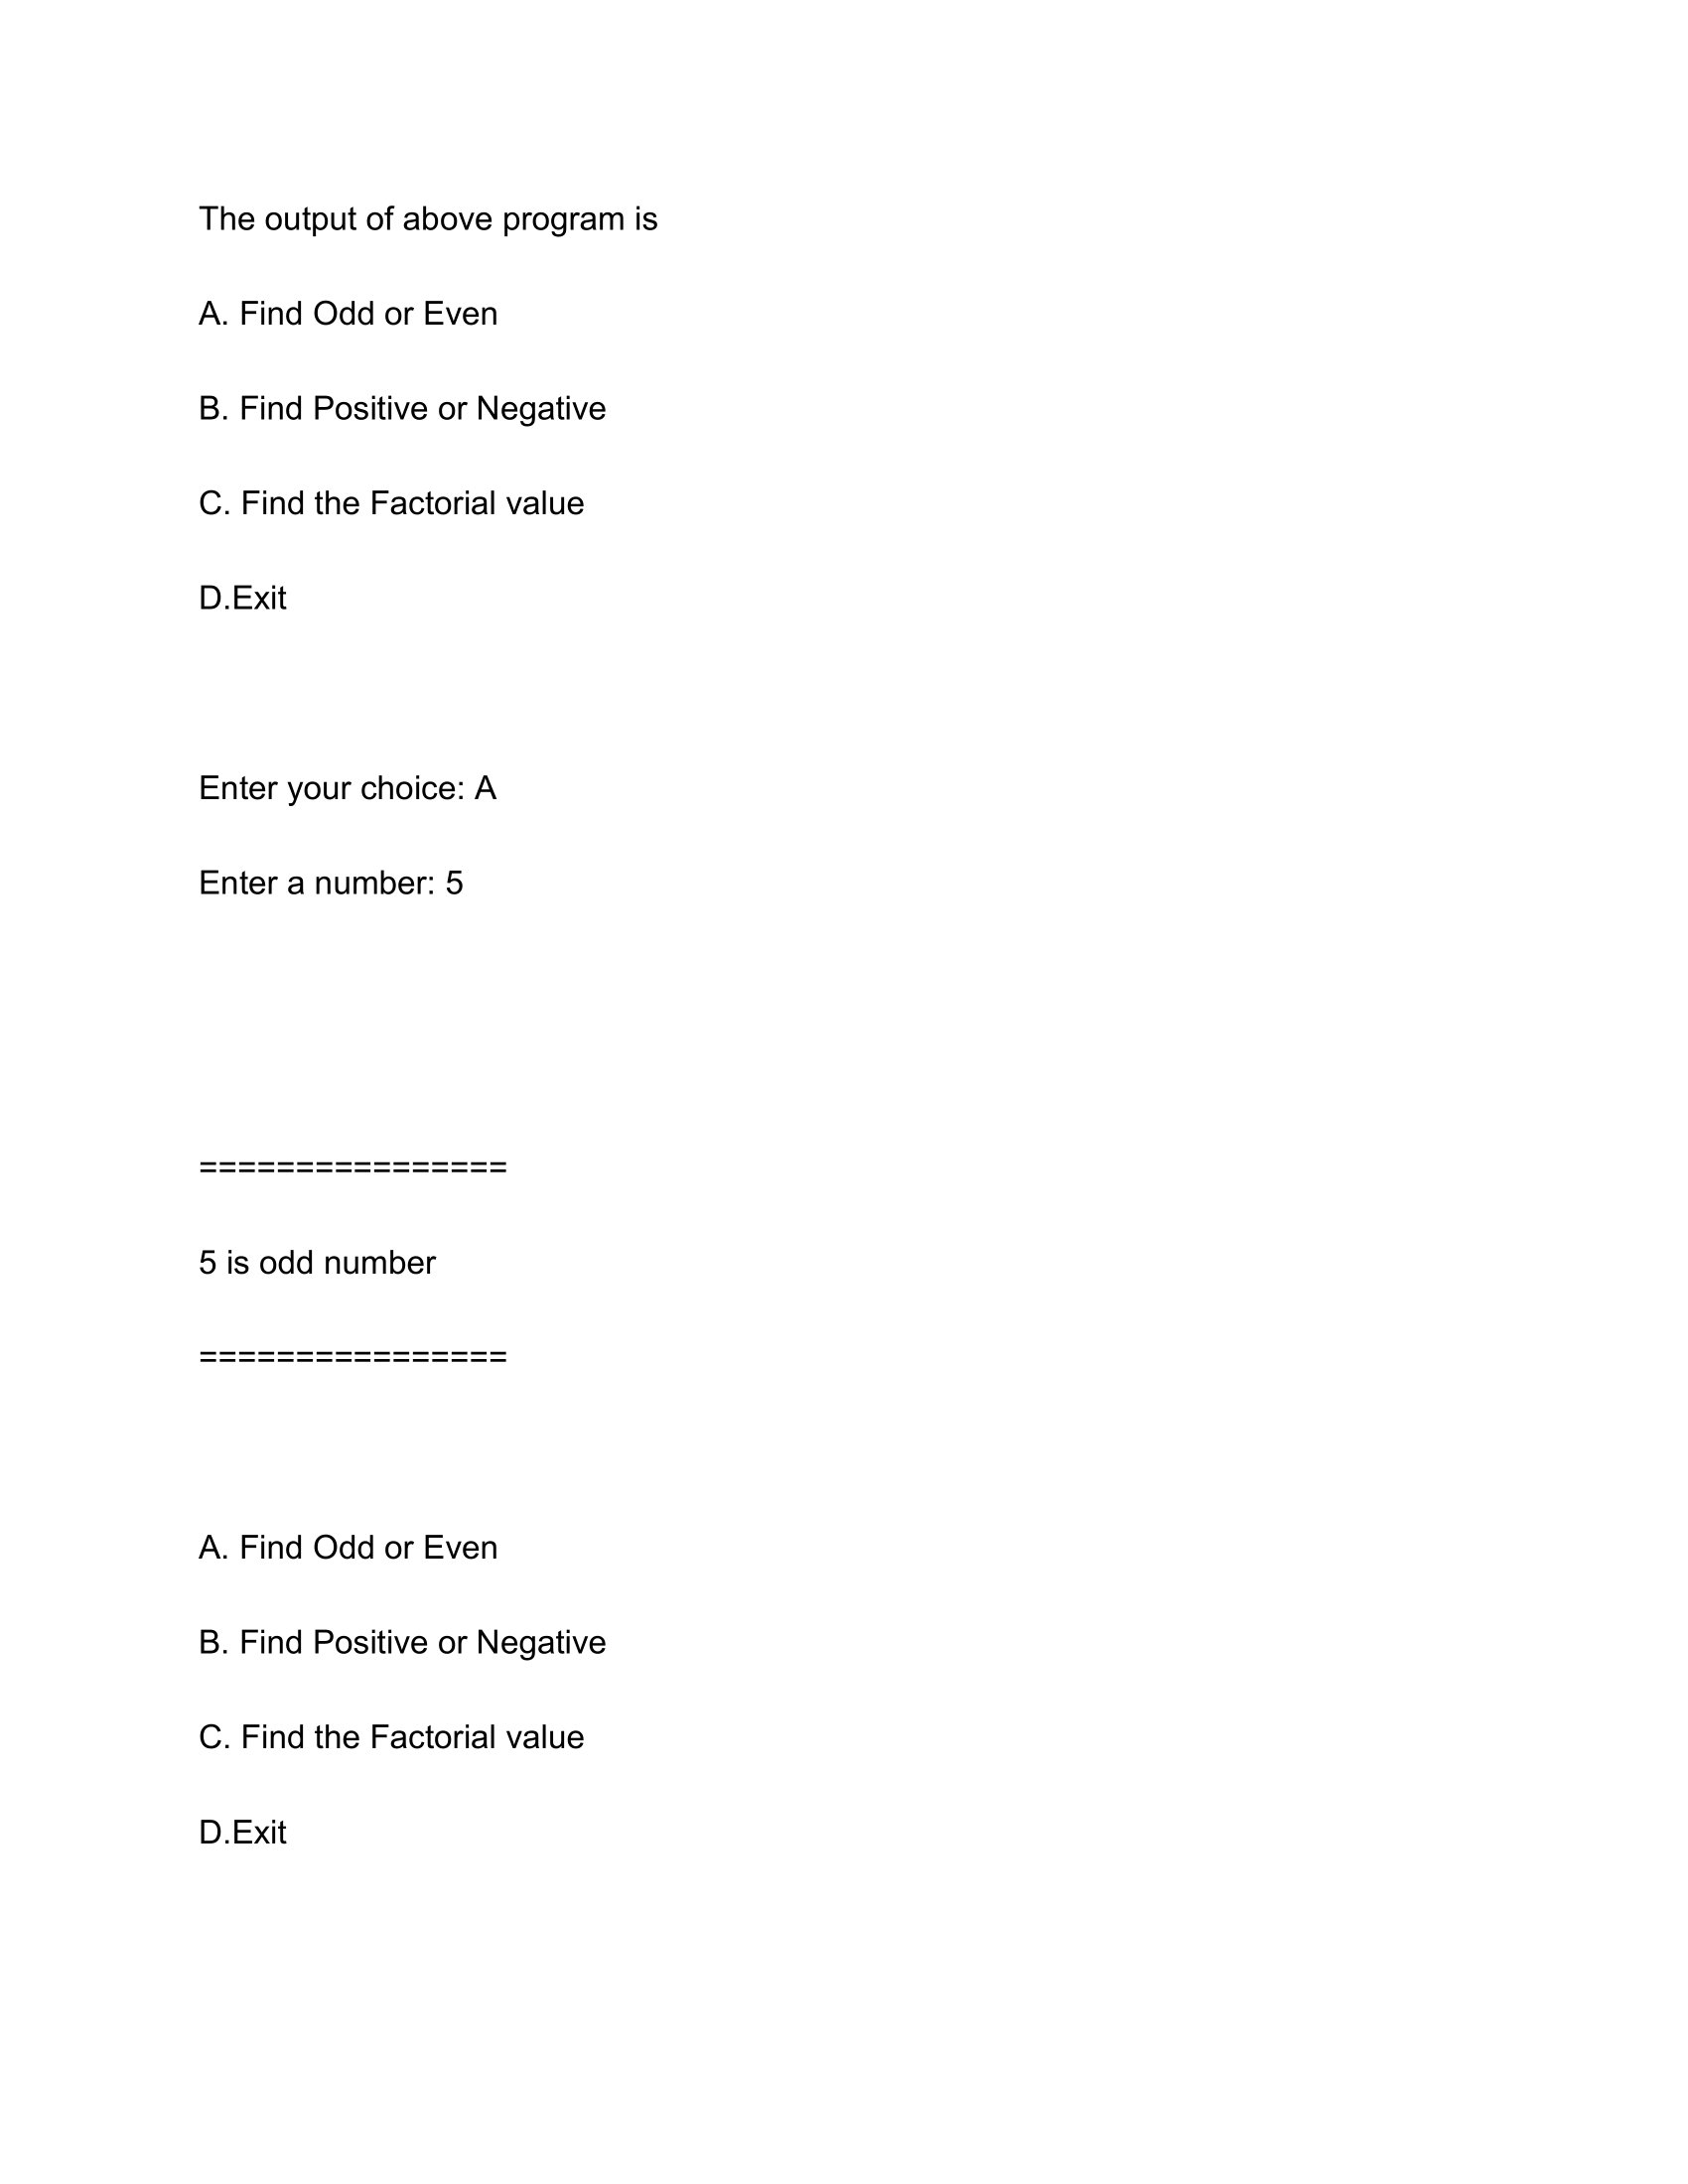 The output of above program is
A. Find Odd or Even
B. Find Positive or Negative
C. Find the Factorial value
D.Exit
Enter your choice: A
Enter a number: 5
================
5 is odd number
================
A. Find Odd or Even
B. Find Positive or Negative
C. Find the Factorial value
D.Exit